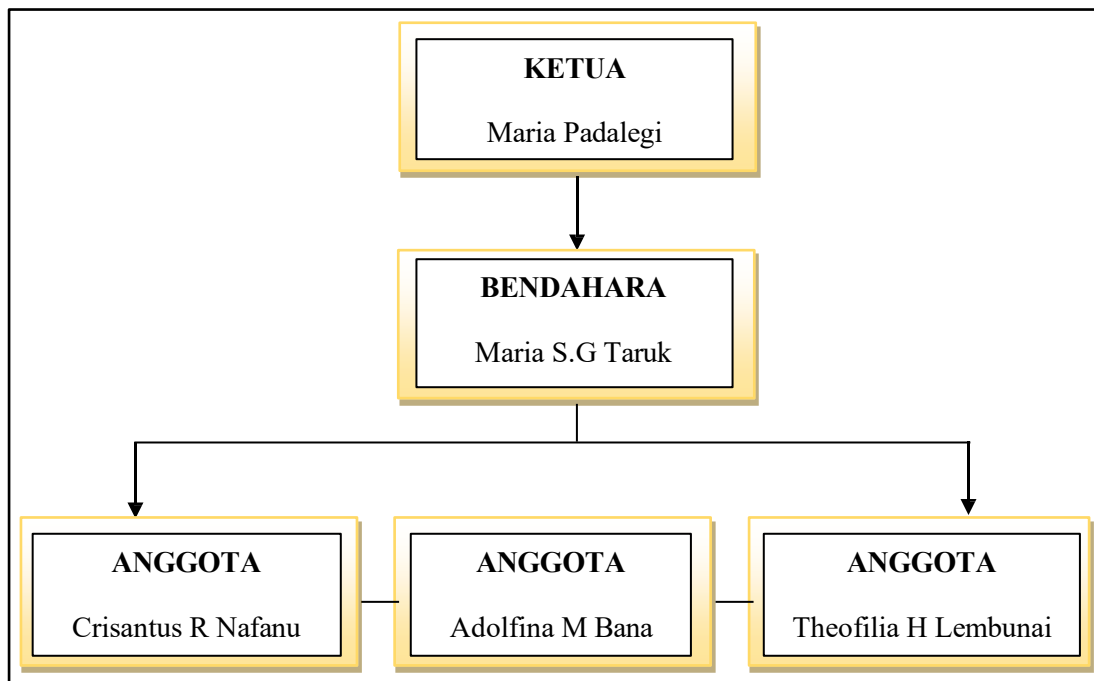 KETUA
Maria Padalegi
BENDAHARA
Maria S.G Taruk
ANGGOTA
Crisantus R Nafanu
ANGGOTA
Adolfina M Bana
ANGGOTA
Theofilia H Lembunai